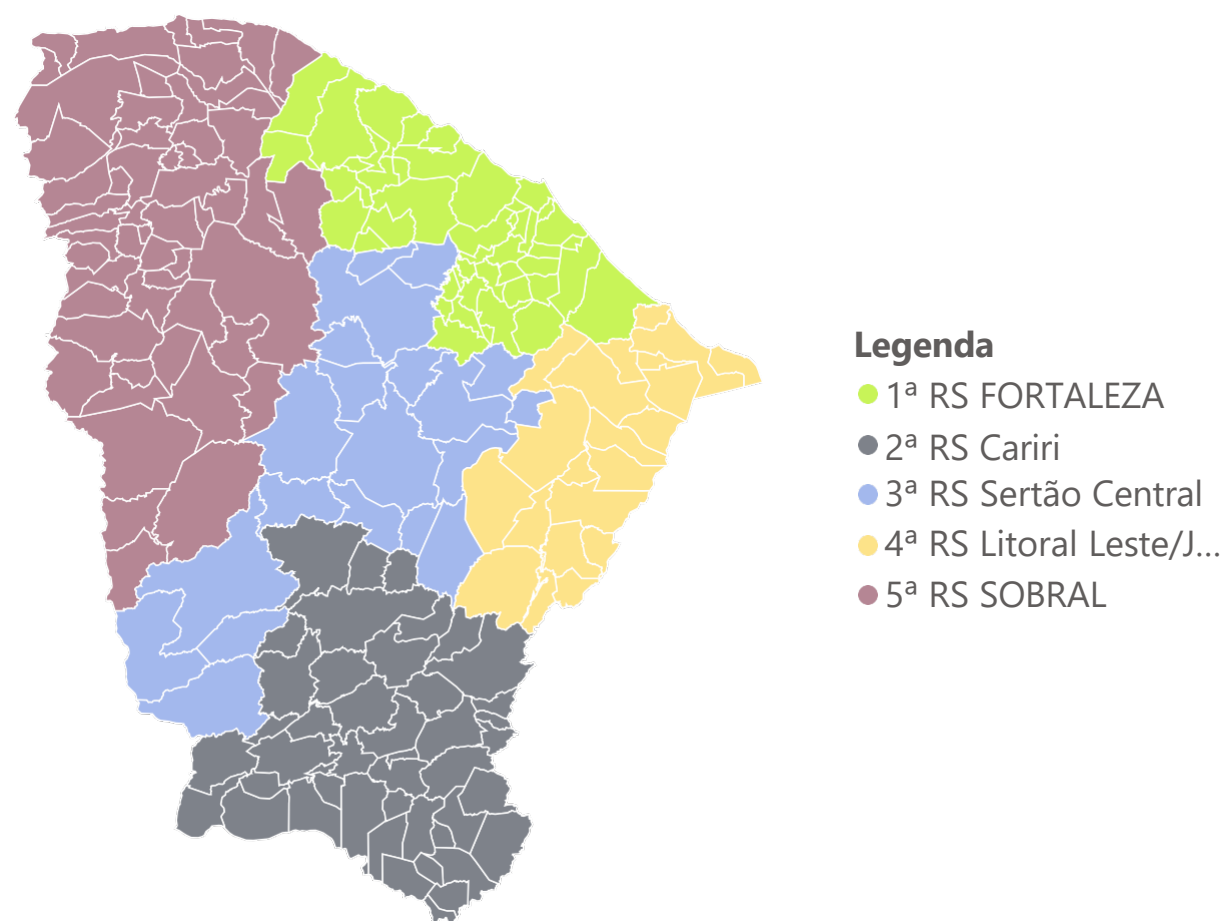 Legenda
1ª RS FORTALEZA
2ª RS Cariri
3ª RS Sertão Central
4ª RS Litoral Leste/J...
5ª RS SOBRAL